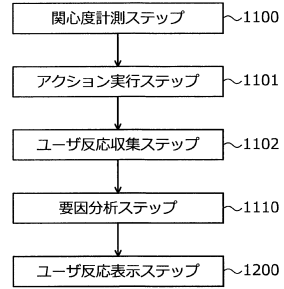 関心度計測ステップ 1100
アクション実行ステップ 1101
ユーザ反応収集ステップ 1102
要因分析ステップ 1110
ユーザ反応表示ステップ 1200